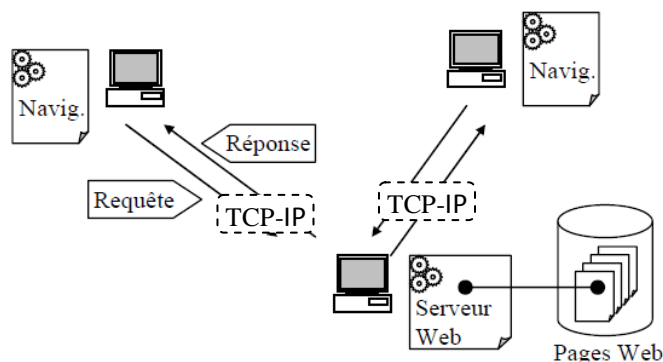 Navig.
Navig.
Réponse
Requête
TCP-IP
TCP-IP
Serveur
Web
Pages Web